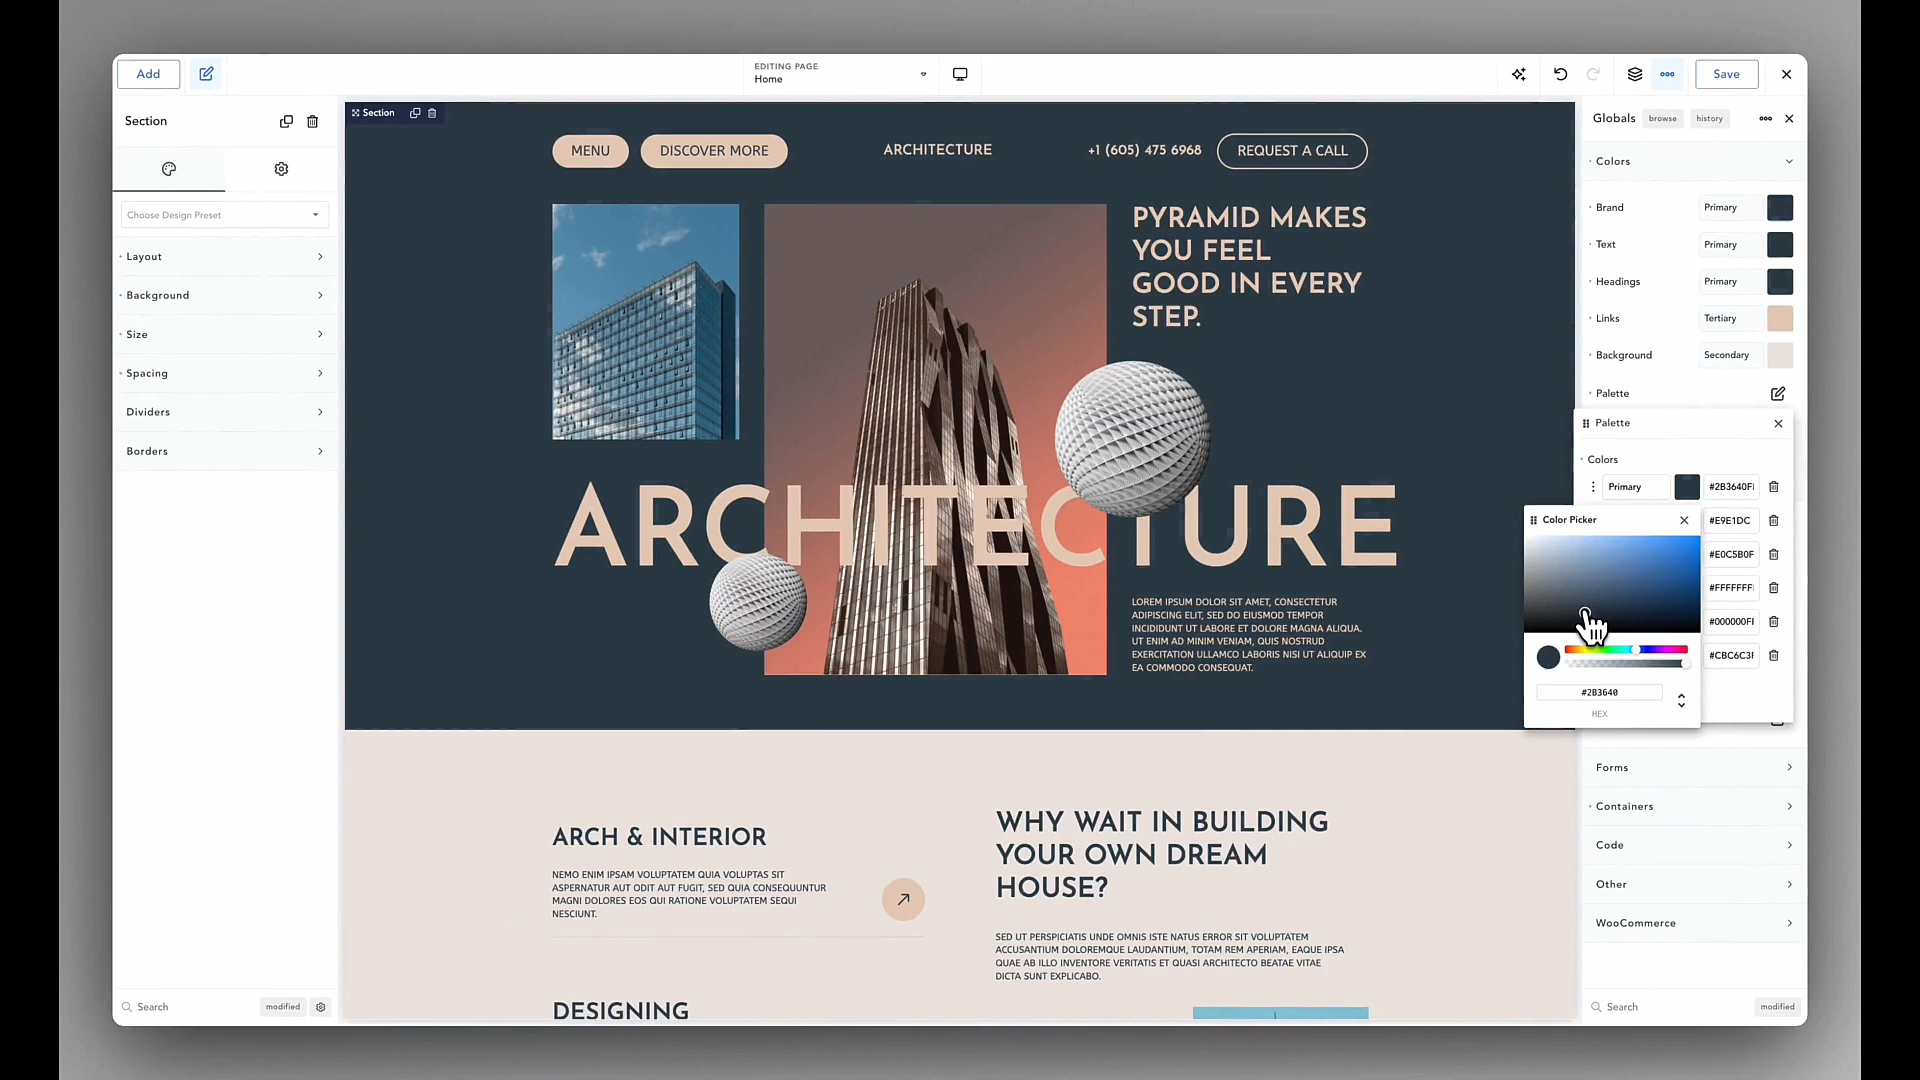 Add
EDITING PAGE
Home
Save
Section
Choose Design Preset
Layout
Background
Size
Spacing
Dividers
Borders
Search
modified
Section
MENU
DISCOVER MORE
ARCHITECTURE
+1 (605) 475 6968
REQUEST A CALL
PYRAMID MAKES
YOU FEEL
GOOD IN EVERY
STEP.
ARCHITECTURE
LOREM IPSUM DOLOR SIT AMET, CONSECTETUR
ADIPISCING ELIT, SED DO EIUSMOD TEMPOR
INCIDIDUNT UT LABORE ET DOLORE MAGNA ALIQUA.
UT ENIM AD MINIM VENIAM, QUIS NOSTRUD
EXERCITATION ULLAMCO LABORIS NISI UT ALIQUIP EX
EA COMMODO CONSEQUAT.
ARCH & INTERIOR
NEMO ENIM IPSAM VOLUPTATEM QUIA VOLUPTAS SIT
ASPERNATUR AUT ODIT AUT FUGIT, SED QUIA CONSEQUUNTUR
MAGNI DOLORES EOS QUI RATIONE VOLUPTATEM SEQUI
NESCIUNT.
DESIGNING
WHY WAIT IN BUILDING
YOUR OWN DREAM
HOUSE?
SED UT PERSPICIATIS UNDE OMNIS ISTE NATUS ERROR SIT VOLUPTATEM
ACCUSANTIUM DOLOREMQUE LAUDANTIUM, TOTAM REM APERIAM, EAQUE IPSA
QUAE AB ILLO INVENTORE VERITATIS ET QUASI ARCHITECTO BEATAE VITAE
DICTA SUNT EXPLICABO.
Globals
browse
history
Colors
Brand
Primary
Text
Primary
Headings
Primary
Links
Tertiary
Background
Secondary
Palette
Palette
Colors
Primary
#2B3640F
#E9E1DC
#E0C5B0F
#FFFFFFF
#000000F
#CBC6C3F
Color Picker
#2B3640
HEX
Forms
Containers
Code
Other
WooCommerce
Search
modified